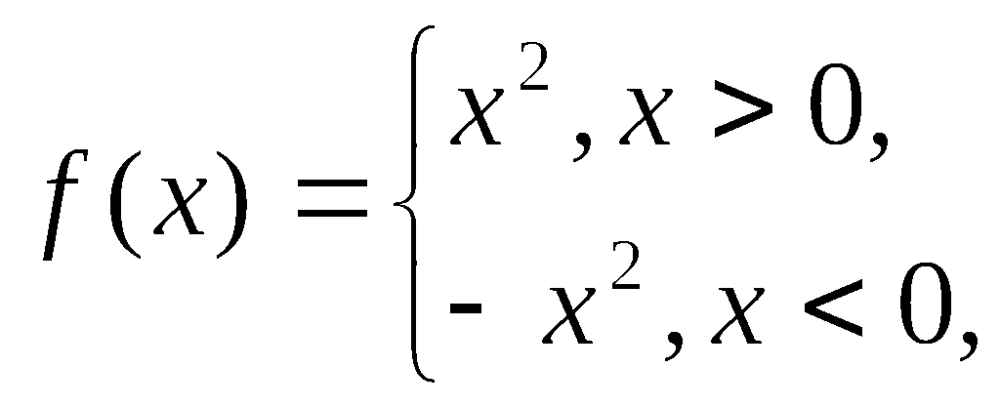 f(x) = { x², x > 0,
- x², x < 0,